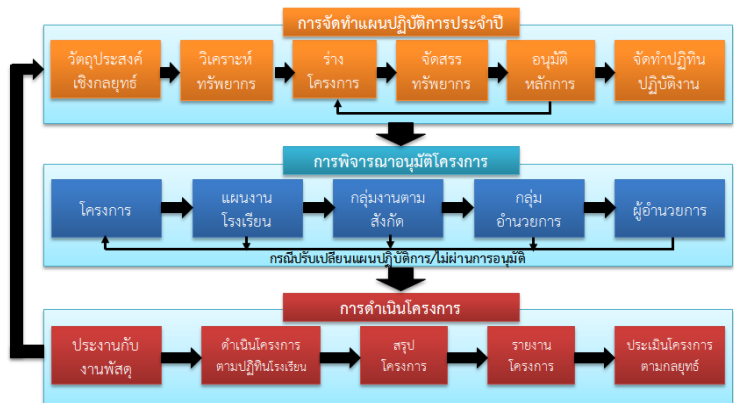 การจัดทำแผนปฏิบัติการประจำปี
วัตถุประสงค์
เชิงกลยุทธ์
วิเคราะห์
ทรัพยากร
ร่าง
โครงการ
จัดสรร
ทรัพยากร
อนุมัติ
หลักการ
จัดทำปฏิทิน
ปฏิบัติงาน
การพิจารณาอนุมัติโครงการ
โครงการ
แผนงาน
โรงเรียน
กลุ่มงานตาม
สังกัด
กลุ่ม
อำนวยการ
ผู้อำนวยการ
กรณีปรับเปลี่ยนแผนปฏิบัติการ/ไม่ผ่านการอนุมัติ
การดำเนินโครงการ
ประงานกับ
งานพัสดุ
ดำเนินโครงการ
ตามปฏิทินโรงเรียน
สรุป
โครงการ
รายงาน
โครงการ
ประเมินโครงการ
ตามกลยุทธ์